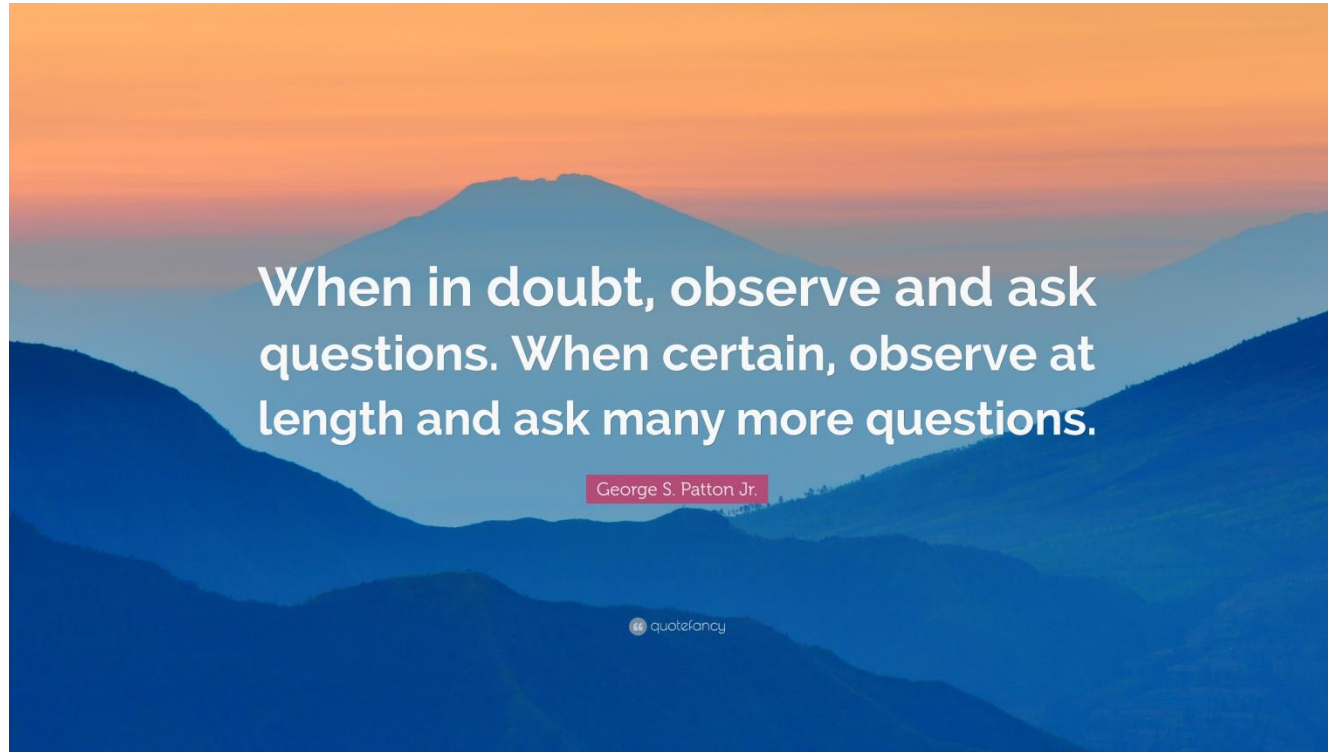 When in doubt, observe and ask
questions. When certain, observe at
length and ask many more questions.
George S. Patton Jr.
quotefancy